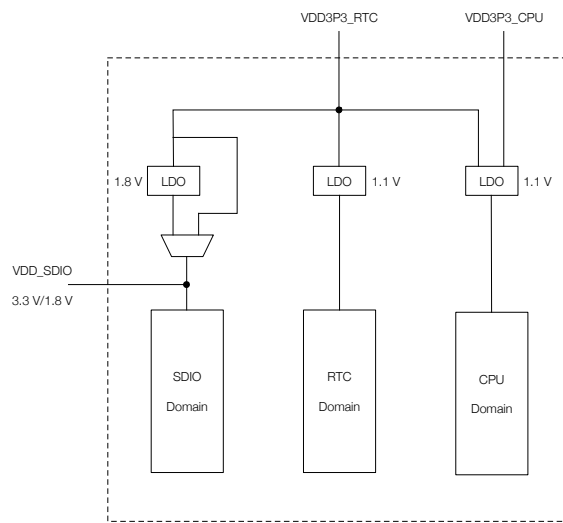 VDD3P3_RTC
VDD3P3_CPU
1.8 V
LDO
LDO
1.1 V
LDO
1.1 V
VDD_SDIO
3.3 V/1.8 V
SDIO
Domain
RTC
Domain
CPU
Domain